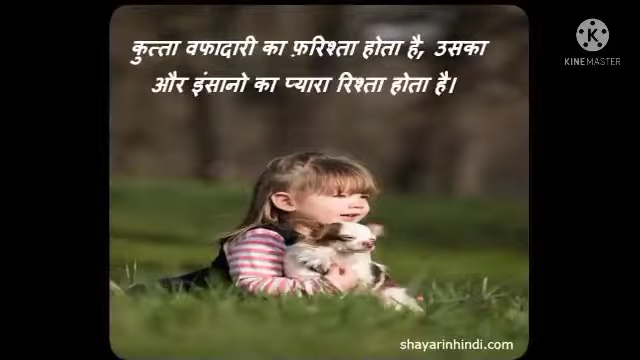 कुत्ता वफादारी का फ़रिश्ता होता है, उसका
और इंसानो का प्यारा रिश्ता होता है।
K
KINEMASTER
shayarinhindi.com